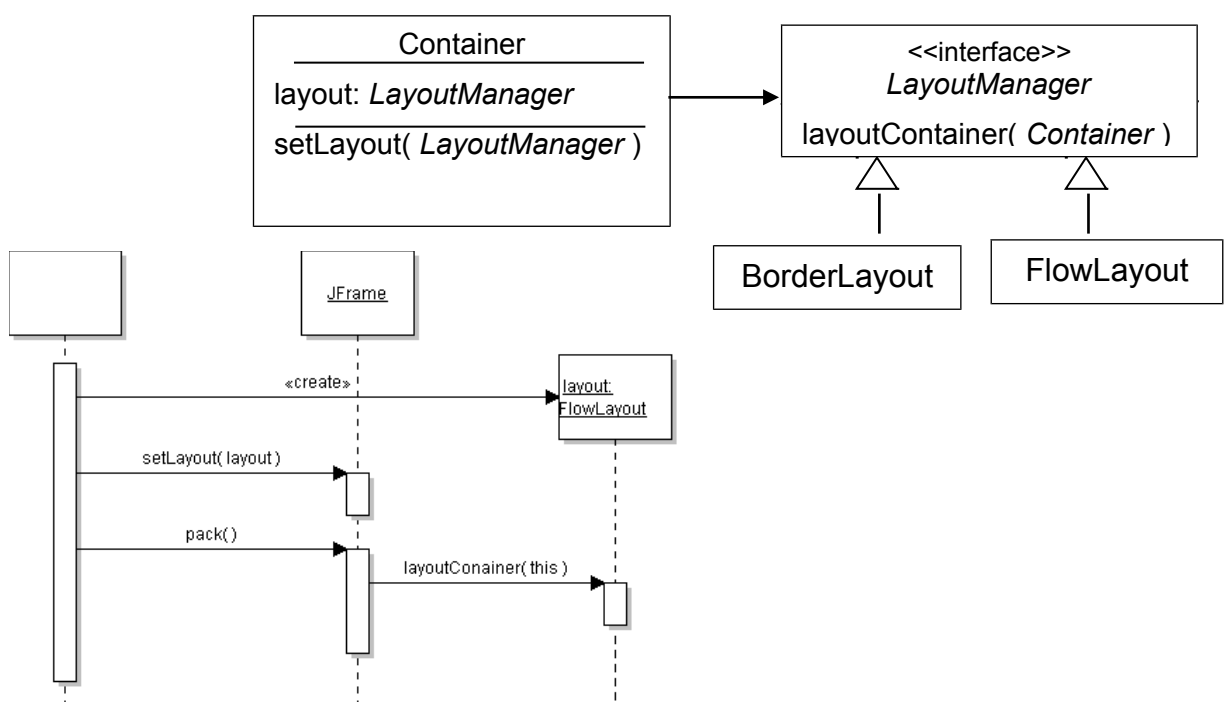 Container
layout: LayoutManager
setLayout( LayoutManager )
<<interface>>
LayoutManager
layoutContainer( Container )
BorderLayout
FlowLayout
JFrame
«create»
layout:
FlowLayout
setLayout( layout )
pack()
layoutConainer( this )